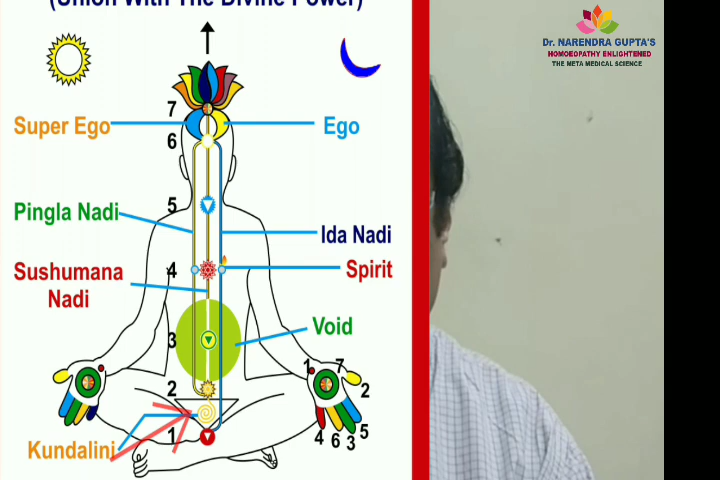 (Union With The Divine Power)
Dr. NARENDRA GUPTA'S
HOMOEOPATHY ENLIGHTENED
THE META MEDICAL SCIENCE
7
Super Ego
Ego
6
Pingla Nadi
5
Ida Nadi
Sushumana
Nadi
4
Spirit
Void
3
1
7
2
2
5
4
6
3
1
Kundalini